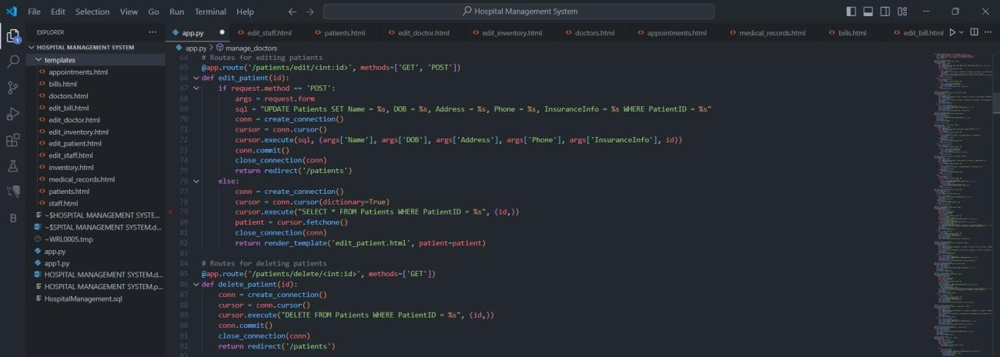 File Edit Selection View Go Run Terminal Help Hospital Management System
EXPLORER
HOSPITAL MANAGEMENT SYSTEM
templates
appointments.html
bills.html
doctors.html
edit_bill.html
edit_doctor.html
edit_inventory.html
edit_patient.html
edit_staff.html
inventory.html
medical_records.html
patients.html
staff.html
~$HOSPITAL MANAGEMENT SYSTE...
~$SPITAL MANAGEMENT SYSTEM.d...
~WRL0005.tmp
app.py
app1.py
HOSPITAL MANAGEMENT SYSTEM.d...
HOSPITAL MANAGEMENT SYSTEM.p...
HospitalManagement.sql
1
B
app.py edit_staff.html patients.html edit_doctor.html edit_inventory.html doctors.html appointments.html medical_records.html bills.html edit_bill.html
app.py > manage_doctors
64 # Routes for editing patients
65 @app.route('/patients/edit/<int:id>', methods=['GET', 'POST'])
66 def edit_patient(id):
67 if request.method == 'POST':
68 args = request.form
69 sql = "UPDATE Patients SET Name = %s, DOB = %s, Address = %s, Phone = %s, InsuranceInfo = %s WHERE PatientID = %s"
70 conn = create_connection()
71 cursor = conn.cursor()
72 cursor.execute(sql, (args['Name'], args['DOB'], args['Address'], args['Phone'], args['InsuranceInfo'], id))
73 conn.commit()
74 close_connection(conn)
75 return redirect('/patients')
76 else:
77 conn = create_connection()
78 cursor = conn.cursor(dictionary=True)
79 cursor.execute("SELECT * FROM Patients WHERE PatientID = %s", (id,))
80 patient = cursor.fetchone()
81 close_connection(conn)
82 return render_template('edit_patient.html', patient=patient)
83
84 # Routes for deleting patients
85 @app.route('/patients/delete/<int:id>', methods=['GET'])
86 def delete_patient(id):
87 conn = create_connection()
88 cursor = conn.cursor()
89 cursor.execute("DELETE FROM Patients WHERE PatientID = %s", (id,))
90 conn.commit()
91 close_connection(conn)
92 return redirect('/patients')
93